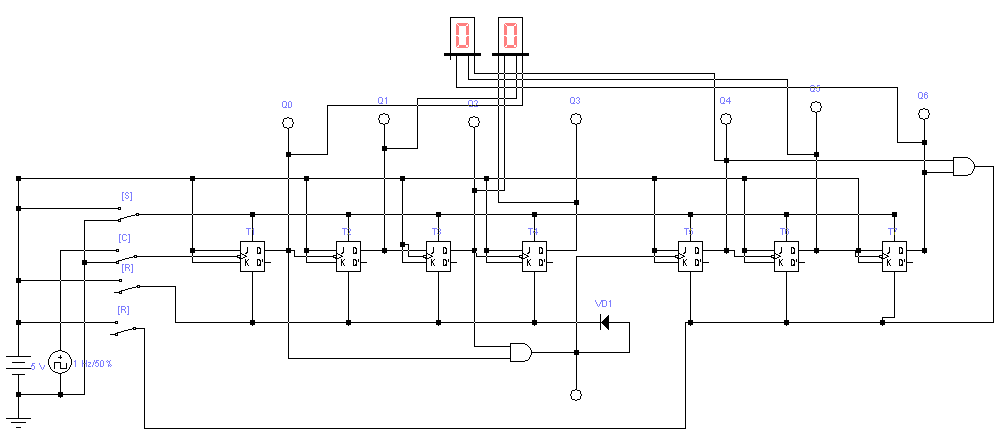 0 0
Q0 Q1 Q2 Q3 Q4 Q5 Q6
[S]
[C]
[R]
[R]
T1 T2 T3 T4 T5 T6 T7
J Q J Q J Q J Q J Q J Q J Q
K Q' K Q' K Q' K Q' K Q' K Q' K Q'
VD1
5 V
1 Hz/50%